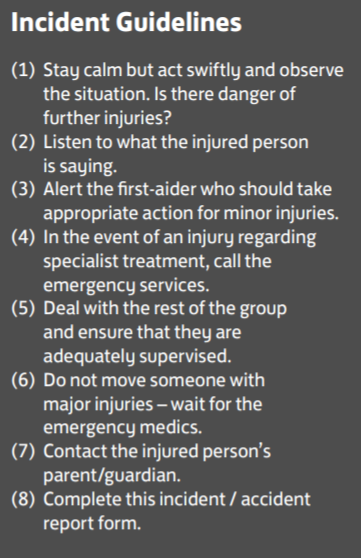 Incident Guidelines
(1) Stay calm but act swiftly and observe
the situation. Is there danger of
further injuries?
(2) Listen to what the injured person
is saying.
(3) Alert the first-aider who should take
appropriate action for minor injuries.
(4) In the event of an injury regarding
specialist treatment, call the
emergency services.
(5) Deal with the rest of the group
and ensure that they are
adequately supervised.
(6) Do not move someone with
major injuries – wait for the
emergency medics.
(7) Contact the injured person's
parent/guardian.
(8) Complete this incident / accident
report form.